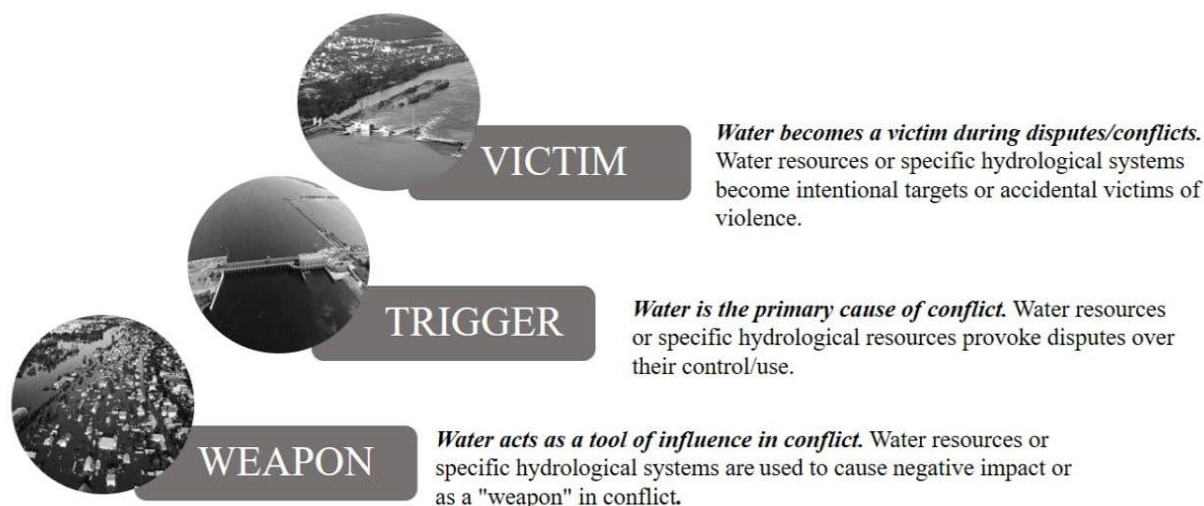 VICTIM
Water becomes a victim during disputes/conflicts.
Water resources or specific hydrological systems
become intentional targets or accidental victims of
violence.
TRIGGER
Water is the primary cause of conflict. Water resources
or specific hydrological resources provoke disputes over
their control/use.
WEAPON
Water acts as a tool of influence in conflict. Water resources or
specific hydrological systems are used to cause negative impact or
as a "weapon" in conflict.